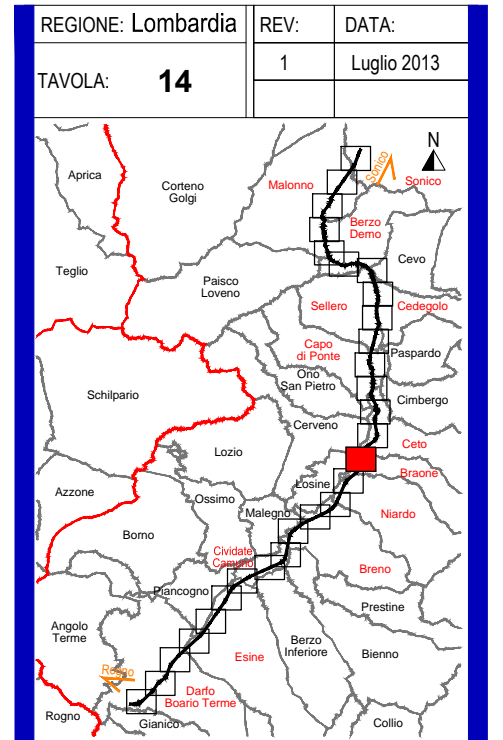 REGIONE: Lombardia
REV:
DATA:
TAVOLA: 14
1
Luglio 2013
N
Sonico
Aprica
Corteno
Golgi
Malonno
Sonico
Berzo
Demo
Cevo
Teglio
Paisco
Loveno
Sellero
Cedegolo
Capo
di Ponte
Paspardo
Ono
San Pietro
Schilpario
Cimbergo
Cerveno
Ceto
Lozio
Braone
Losine
Azzone
Ossimo
Malegno
Niardo
Borno
Cividate
Camuno
Breno
Piancogno
Prestine
Angolo
Terme
Berzo
Inferiore
Bienno
Esine
Rogno
Darfo
Boario Terme
Rogno
Gianico
Collio